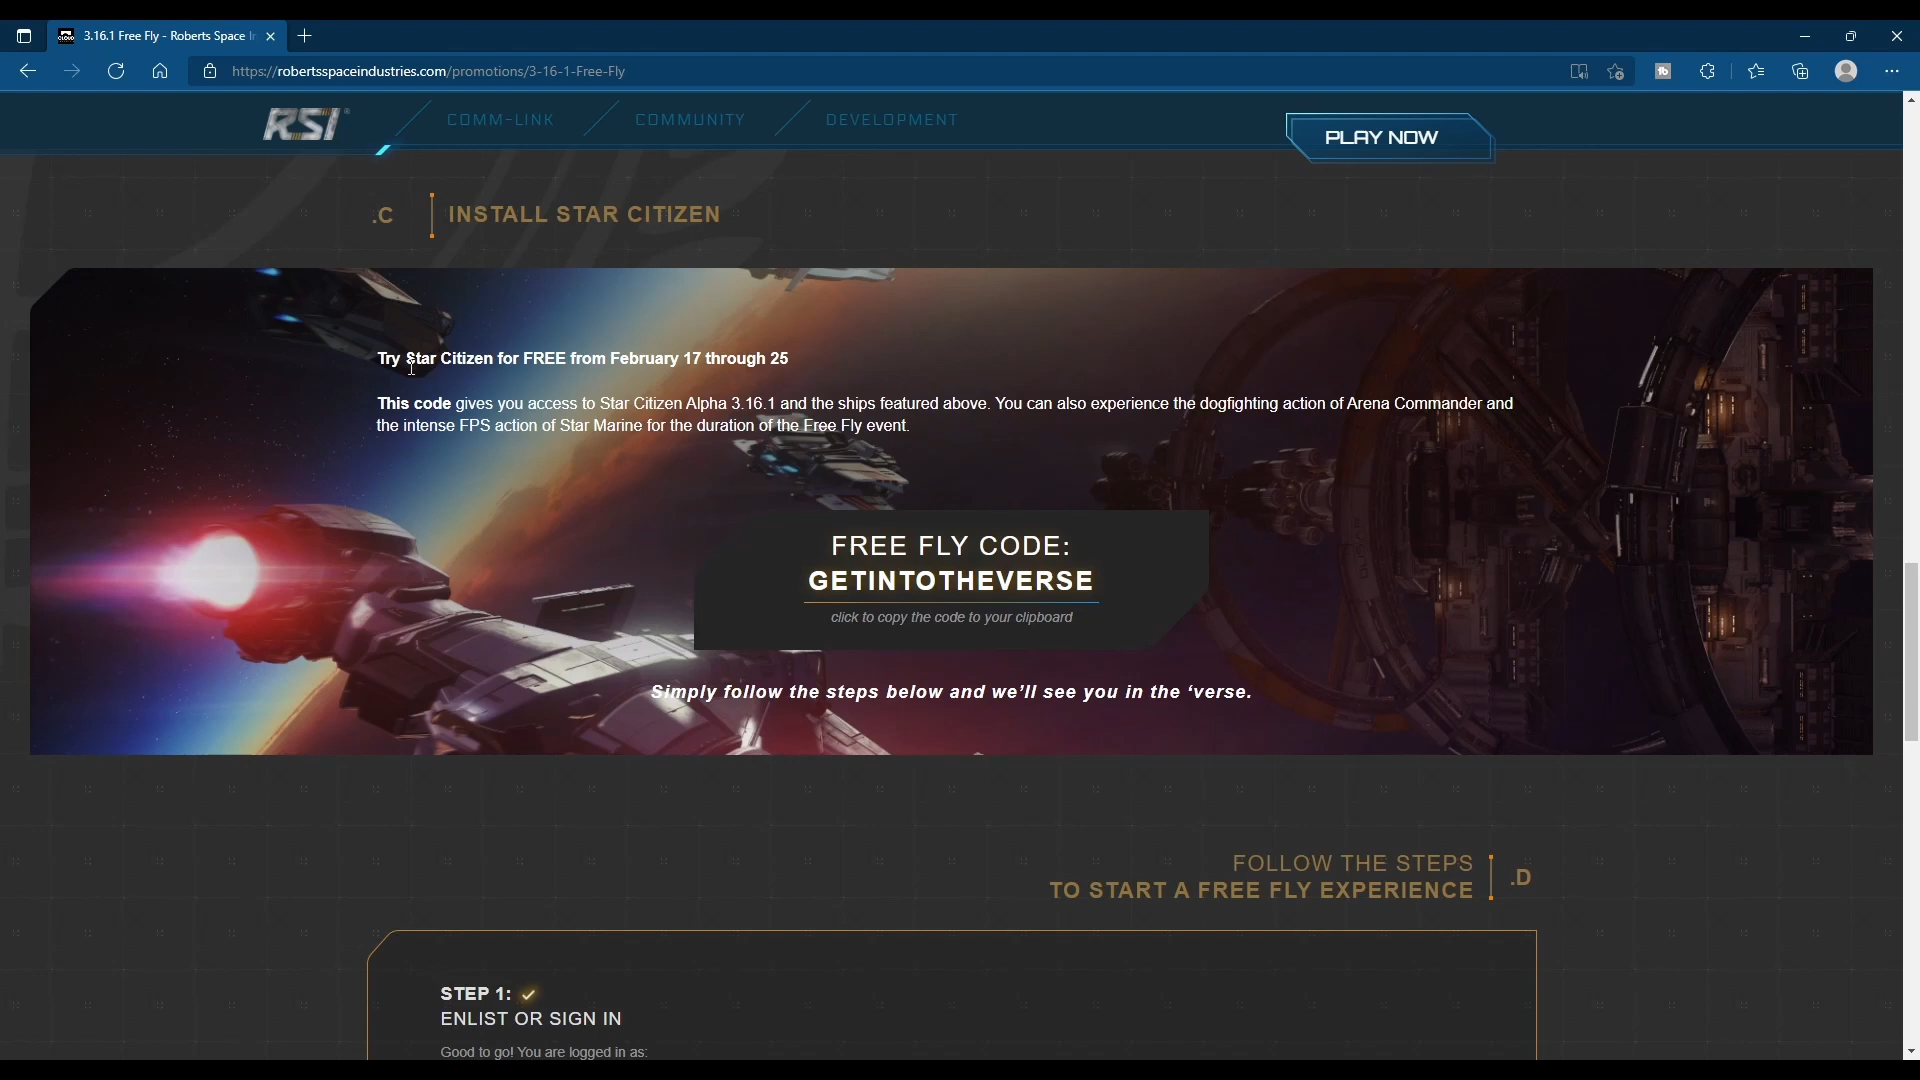 3.16.1 Free Fly - Roberts Space In
https://robertsspaceindustries.com/promotions/3-16-1-Free-Fly
RSI
COMM-LINK
COMMUNITY
DEVELOPMENT
PLAY NOW
.C
INSTALL STAR CITIZEN
Try Star Citizen for FREE from February 17 through 25
This code gives you access to Star Citizen Alpha 3.16.1 and the ships featured above. You can also experience the dogfighting action of Arena Commander and
the intense FPS action of Star Marine for the duration of the Free Fly event.
FREE FLY CODE:
GETINTOTHEVERSE
click to copy the code to your clipboard
Simply follow the steps below and we’ll see you in the ‘verse.
FOLLOW THE STEPS
TO START A FREE FLY EXPERIENCE
.D
STEP 1:
ENLIST OR SIGN IN
Good to go! You are logged in as: